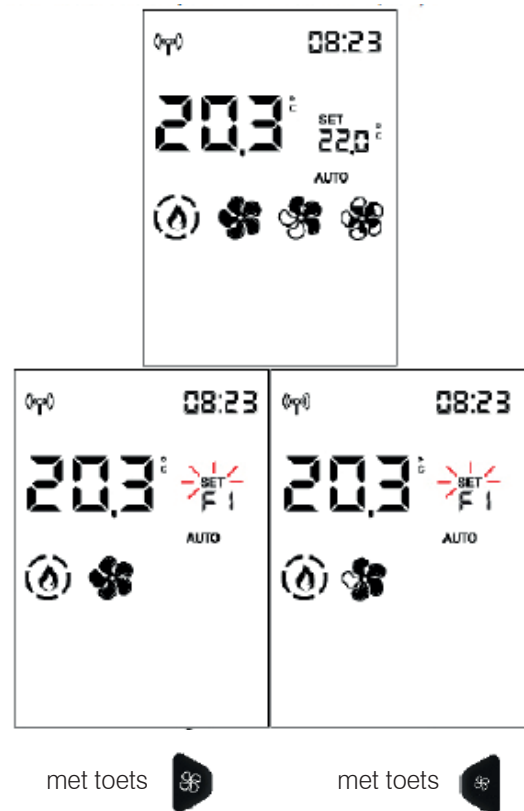 08:23
20,3 °C
SET
22,0 °C
AUTO
08:23
20,3 °C
SET
F1
AUTO
08:23
20,3 °C
SET
F1
AUTO
met toets
met toets